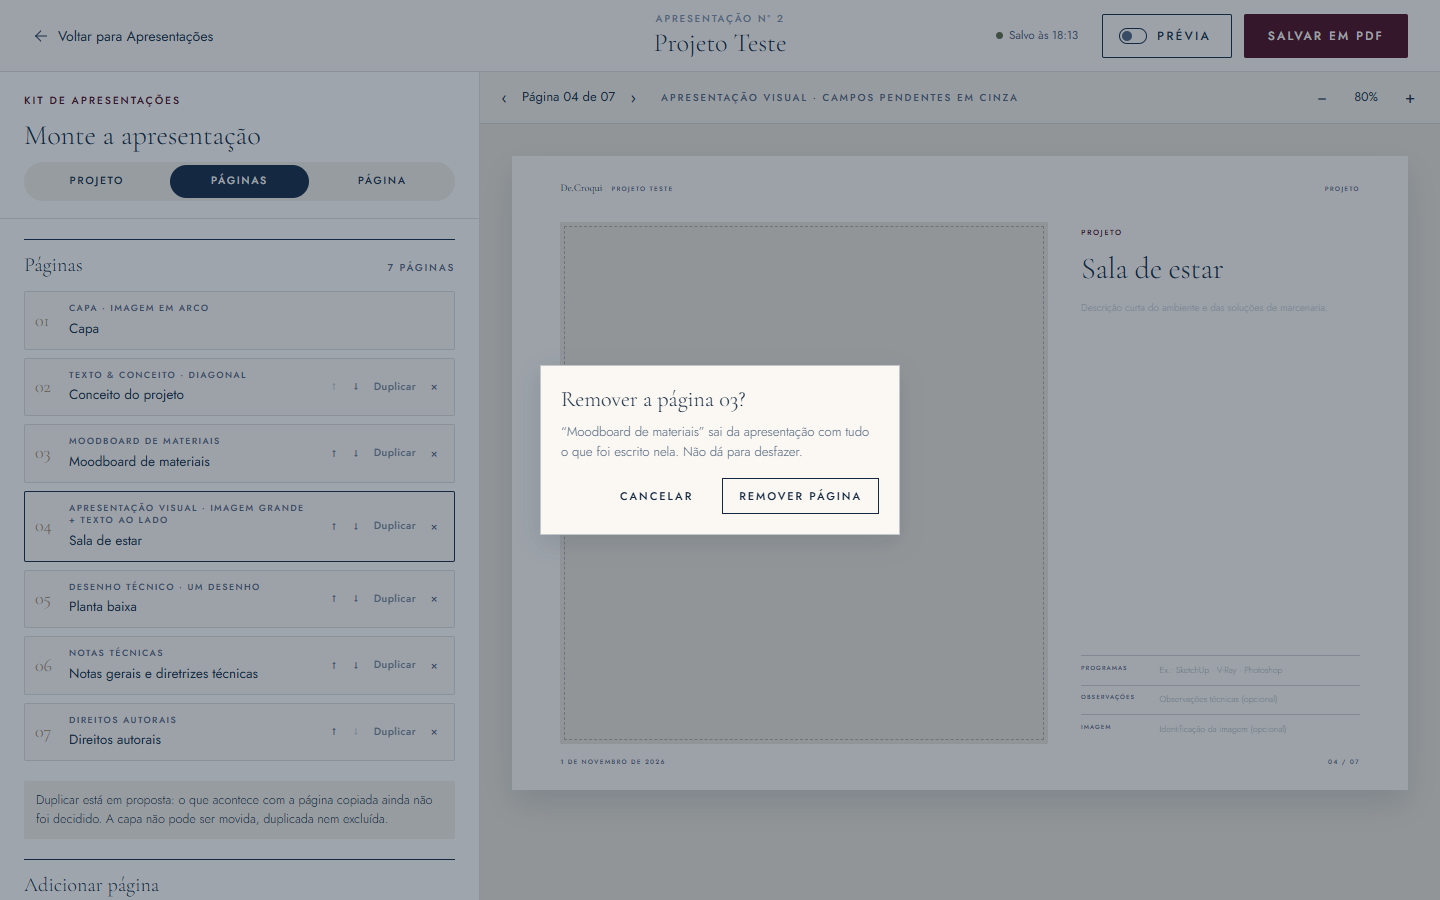 Voltar para Apresentações
APRESENTAÇÃO Nº 2
Projeto Teste
Salvo às 18:13
PRÉVIA
SALVAR EM PDF
KIT DE APRESENTAÇÕES
Monte a apresentação
PROJETO
PÁGINAS
PÁGINA
Páginas
7 PÁGINAS
01
CAPA · IMAGEM EM ARCO
Capa
02
TEXTO & CONCEITO · DIAGONAL
Conceito do projeto
↑ ↓ Duplicar ×
03
MOODBOARD DE MATERIAIS
Moodboard de materiais
↑ ↓ Duplicar ×
04
APRESENTAÇÃO VISUAL · IMAGEM GRANDE
+ TEXTO AO LADO
Sala de estar
↑ ↓ Duplicar ×
05
DESENHO TÉCNICO · UM DESENHO
Planta baixa
↑ ↓ Duplicar ×
06
NOTAS TÉCNICAS
Notas gerais e diretrizes técnicas
↑ ↓ Duplicar ×
07
DIREITOS AUTORAIS
Direitos autorais
↑ ↓ Duplicar ×
Duplicar está em proposta: o que acontece com a página copiada ainda não
foi decidido. A capa não pode ser movida, duplicada nem excluída.
Adicionar página
‹ Página 04 de 07 ›
APRESENTAÇÃO VISUAL · CAMPOS PENDENTES EM CINZA
− 80% +
De.Croqui PROJETO TESTE
PROJETO
PROJETO
Sala de estar
Descrição curta do ambiente e das soluções de marcenaria.
PROGRAMAS
Ex.: SketchUp · V-Ray · Photoshop
OBSERVAÇÕES
Observações técnicas (opcional)
IMAGEM
Identificação da imagem (opcional)
1 DE NOVEMBRO DE 2026
04 / 07
Remover a página 03?
“Moodboard de materiais” sai da apresentação com tudo
o que foi escrito nela. Não dá para desfazer.
CANCELAR
REMOVER PÁGINA